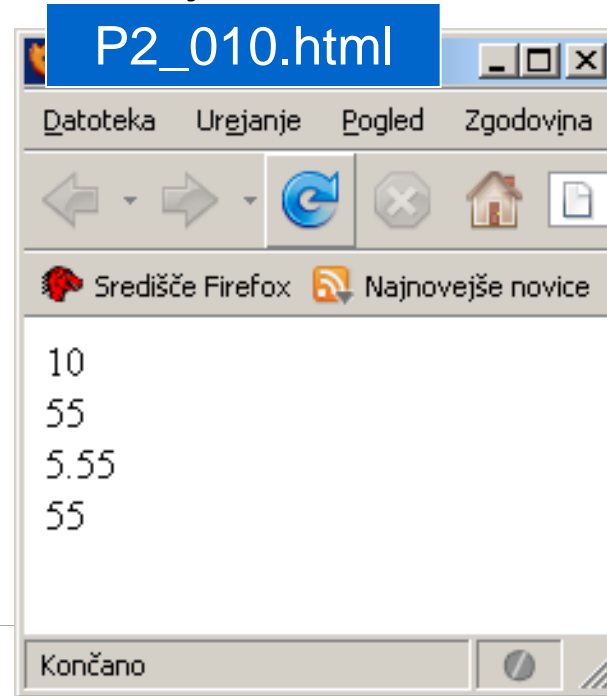 P2_010.html
Datoteka Urejanje Pogled Zgodovina
Središče Firefox Najnovejše novice
10
55
5.55
55
Končano